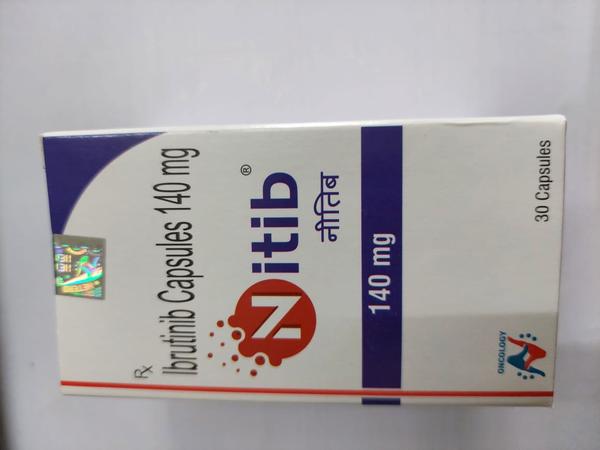 Rx
Ibrutinib Capsules 140 mg
Nitib®
नीतिब
140 mg
ONCOLOGY
30 Capsules